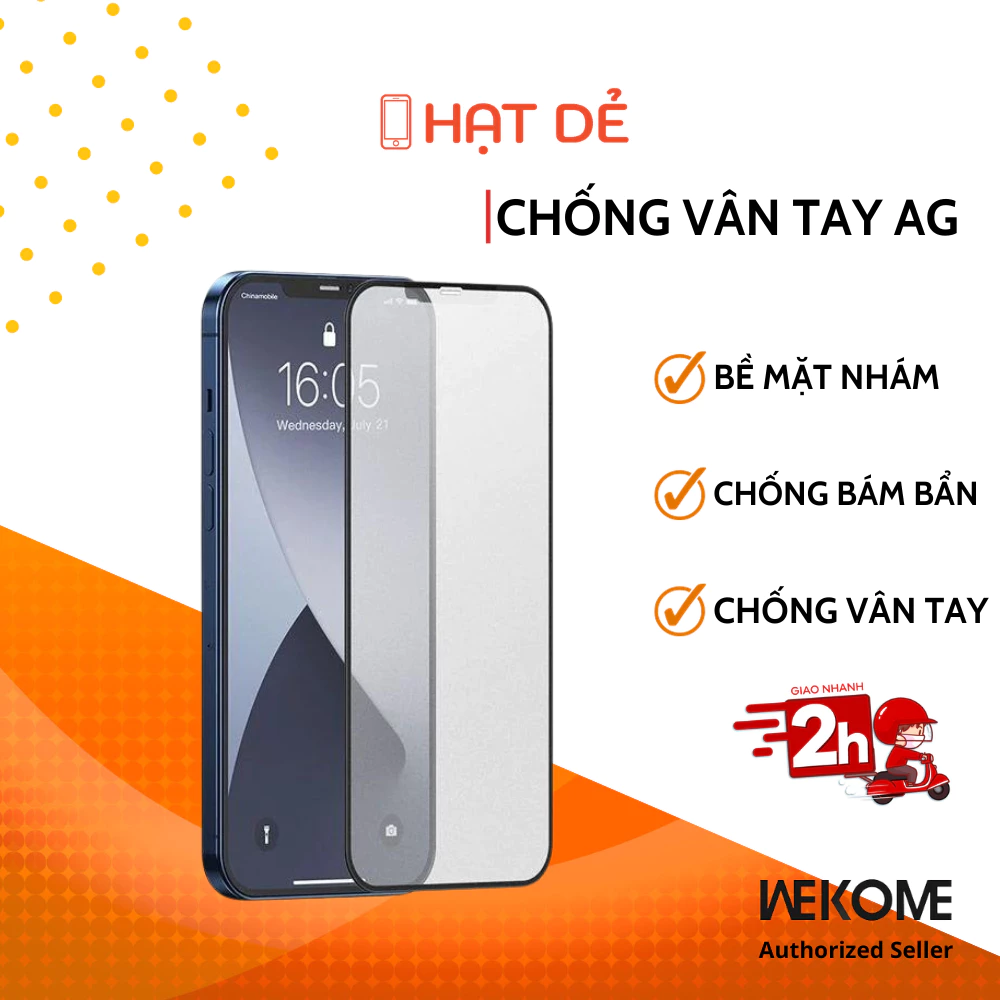 HẠT DẺ
CHỐNG VÂN TAY AG
Chinamobile
16:05
Wednesday, July 21
BỀ MẶT NHÁM
CHỐNG BÁM BẨN
CHỐNG VÂN TAY
GIAO NHANH
2h
WEKOME
Authorized Seller